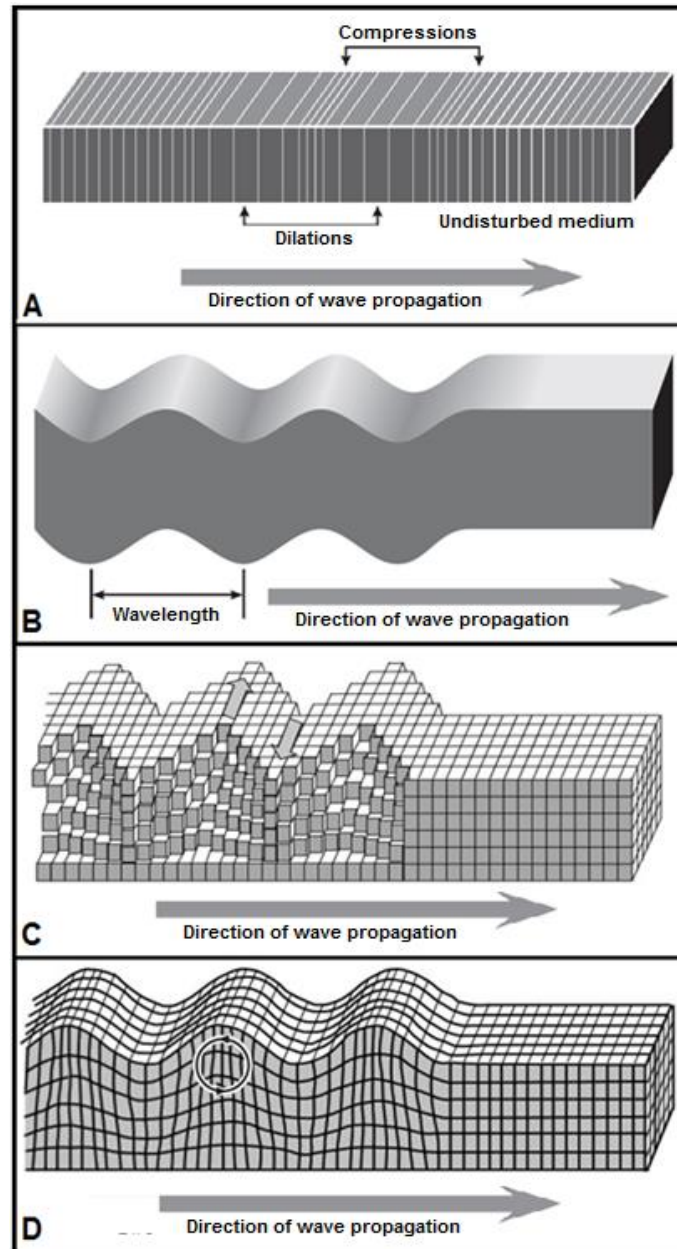 Compressions
Dilations
Undisturbed medium
Direction of wave propagation
A
Wavelength
Direction of wave propagation
B
Direction of wave propagation
C
Direction of wave propagation
D